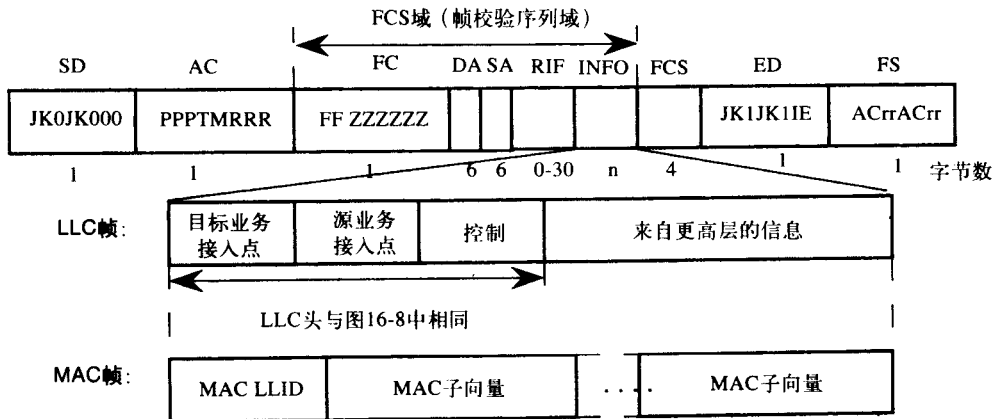 FCS域（帧校验序列域）
SD AC FC DA SA RIF INFO FCS ED FS
JK0JK000 PPPTMRRR FF ZZZZZZ JK1JK1IE ACrrACrr
1 1 1 6 6 0-30 n 4 1 1 字节数
LLC帧: 目标业务接入点 源业务接入点 控制 来自更高层的信息
LLC头与图16-8中相同
MAC帧: MAC LLID MAC子向量 ..... MAC子向量